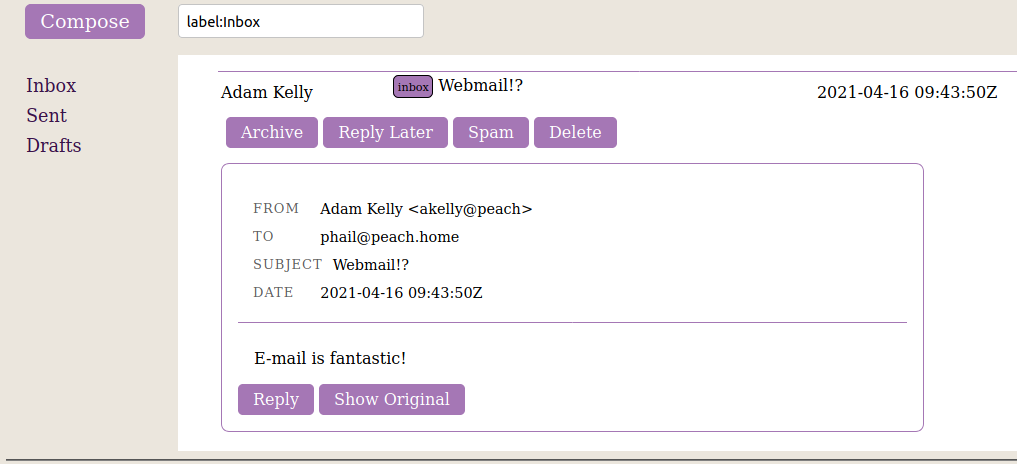 Compose label:Inbox
Inbox
Sent
Drafts
Adam Kelly inbox Webmail!? 2021-04-16 09:43:50Z
Archive Reply Later Spam Delete
FROM Adam Kelly <akelly@peach>
TO phail@peach.home
SUBJECT Webmail!?
DATE 2021-04-16 09:43:50Z
E-mail is fantastic!
Reply Show Original